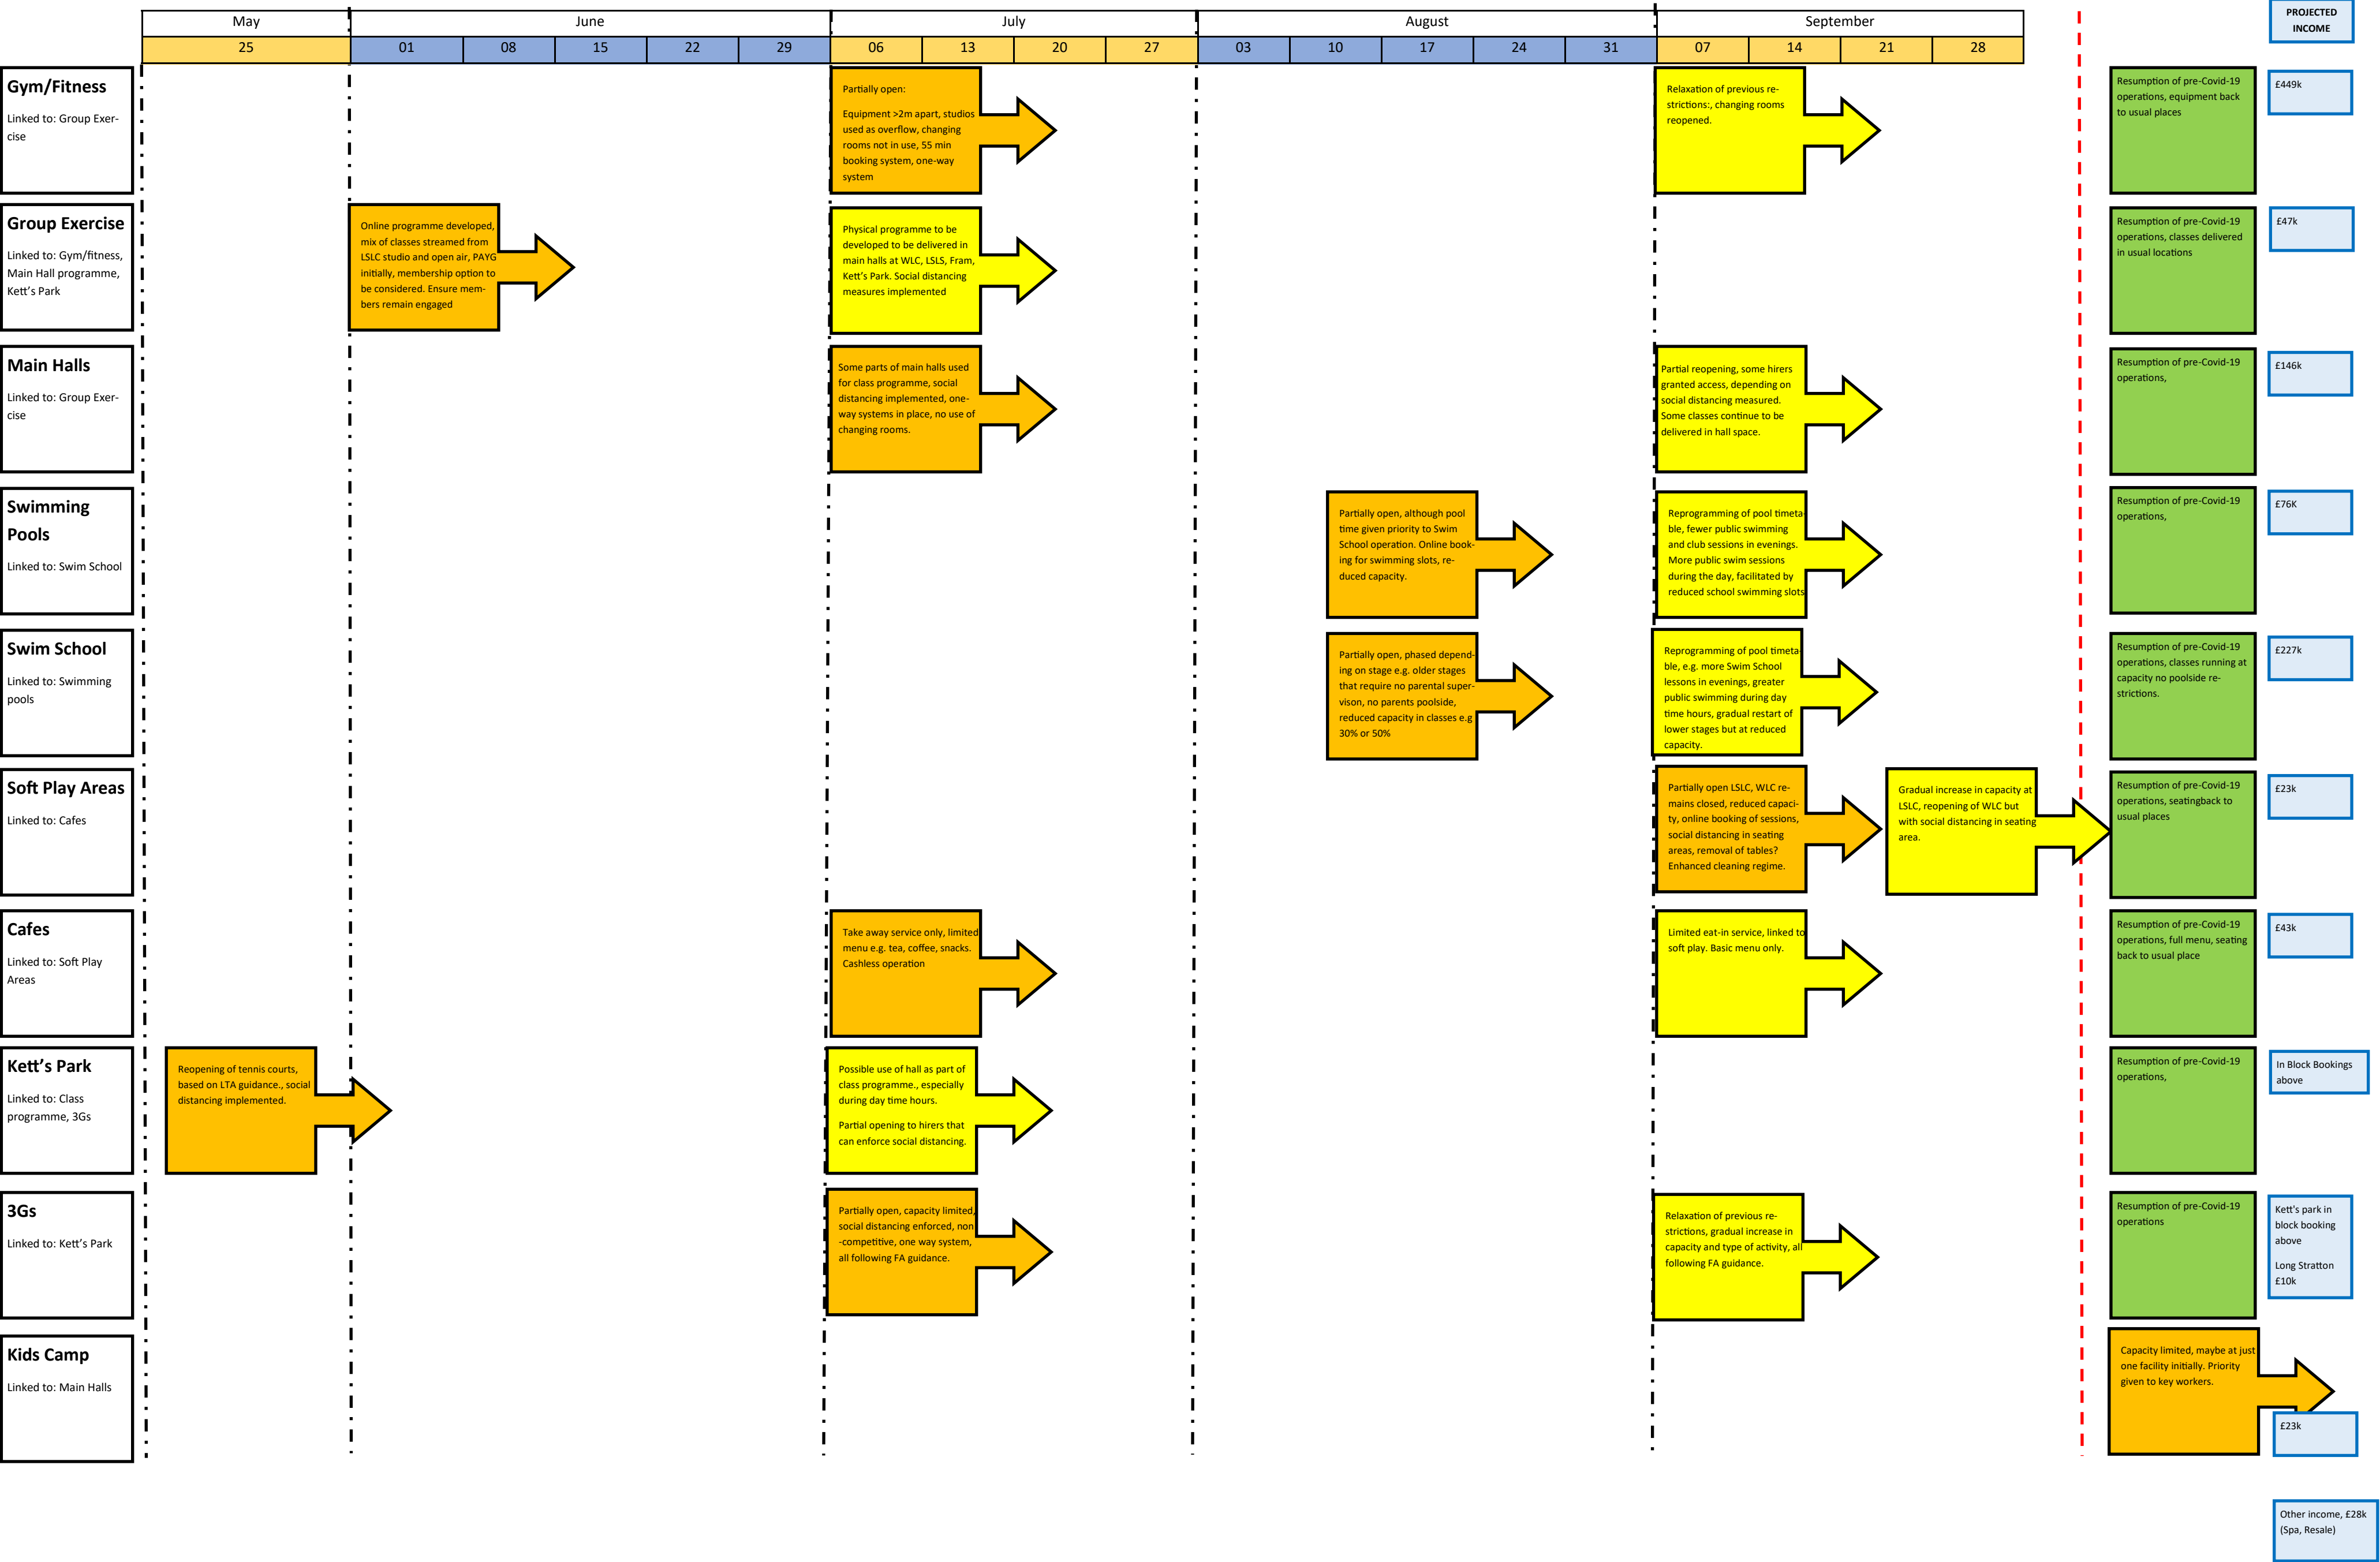 May
June
July
August
September
PROJECTED
INCOME
25
01
08
15
22
29
06
13
20
27
03
10
17
24
31
07
14
21
28
Gym/Fitness
Linked to: Group Exer-
cise
Partially open:
Equipment >2m apart, studios
used as overflow, changing
rooms not in use, 55 min
booking system, one-way
system
Relaxation of previous re-
strictions:, changing rooms
reopened.
Resumption of pre-Covid-19
operations, equipment back
to usual places
£449k
Group Exercise
Linked to: Gym/fitness,
Main Hall programme,
Kett’s Park
Online programme developed,
mix of classes streamed from
LSLC studio and open air, PAYG
initially, membership option to
be considered. Ensure mem-
bers remain engaged
Physical programme to be
developed to be delivered in
main halls at WLC, LSLS, Fram,
Kett’s Park. Social distancing
measures implemented
Resumption of pre-Covid-19
operations, classes delivered
in usual locations
£47k
Main Halls
Linked to: Group Exer-
cise
Some parts of main halls used
for class programme, social
distancing implemented, one-
way systems in place, no use of
changing rooms.
Partial reopening, some hirers
granted access, depending on
social distancing measured.
Some classes continue to be
delivered in hall space.
Resumption of pre-Covid-19
operations,
£146k
Swimming
Pools
Linked to: Swim School
Partially open, although pool
time given priority to Swim
School operation. Online book-
ing for swimming slots, re-
duced capacity.
Reprogramming of pool timeta-
ble, fewer public swimming
and club sessions in evenings.
More public swim sessions
during the day, facilitated by
reduced school swimming slots
Resumption of pre-Covid-19
operations,
£76K
Swim School
Linked to: Swimming
pools
Partially open, phased depend-
ing on stage e.g. older stages
that require no parental super-
vison, no parents poolside,
reduced capacity in classes e.g
30% or 50%
Reprogramming of pool timeta-
ble, e.g. more Swim School
lessons in evenings, greater
public swimming during day
time hours, gradual restart of
lower stages but at reduced
capacity.
Resumption of pre-Covid-19
operations, classes running at
capacity no poolside re-
strictions.
£227k
Soft Play Areas
Linked to: Cafes
Partially open LSLC, WLC re-
mains closed, reduced capaci-
ty, online booking of sessions,
social distancing in seating
areas, removal of tables?
Enhanced cleaning regime.
Gradual increase in capacity at
LSLC, reopening of WLC but
with social distancing in seating
area.
Resumption of pre-Covid-19
operations, seatingback to
usual places
£23k
Cafes
Linked to: Soft Play
Areas
Take away service only, limited
menu e.g. tea, coffee, snacks.
Cashless operation
Limited eat-in service, linked to
soft play. Basic menu only.
Resumption of pre-Covid-19
operations, full menu, seating
back to usual place
£43k
Kett’s Park
Linked to: Class
programme, 3Gs
Reopening of tennis courts,
based on LTA guidance., social
distancing implemented.
Possible use of hall as part of
class programme., especially
during day time hours.
Partial opening to hirers that
can enforce social distancing.
Resumption of pre-Covid-19
operations,
In Block Bookings
above
3Gs
Linked to: Kett’s Park
Partially open, capacity limited,
social distancing enforced, non
-competitive, one way system,
all following FA guidance.
Relaxation of previous re-
strictions, gradual increase in
capacity and type of activity, all
following FA guidance.
Resumption of pre-Covid-19
operations
Kett's park in
block booking
above
Long Stratton
£10k
Kids Camp
Linked to: Main Halls
Capacity limited, maybe at just
one facility initially. Priority
given to key workers.
£23k
Other income, £28k
(Spa, Resale)